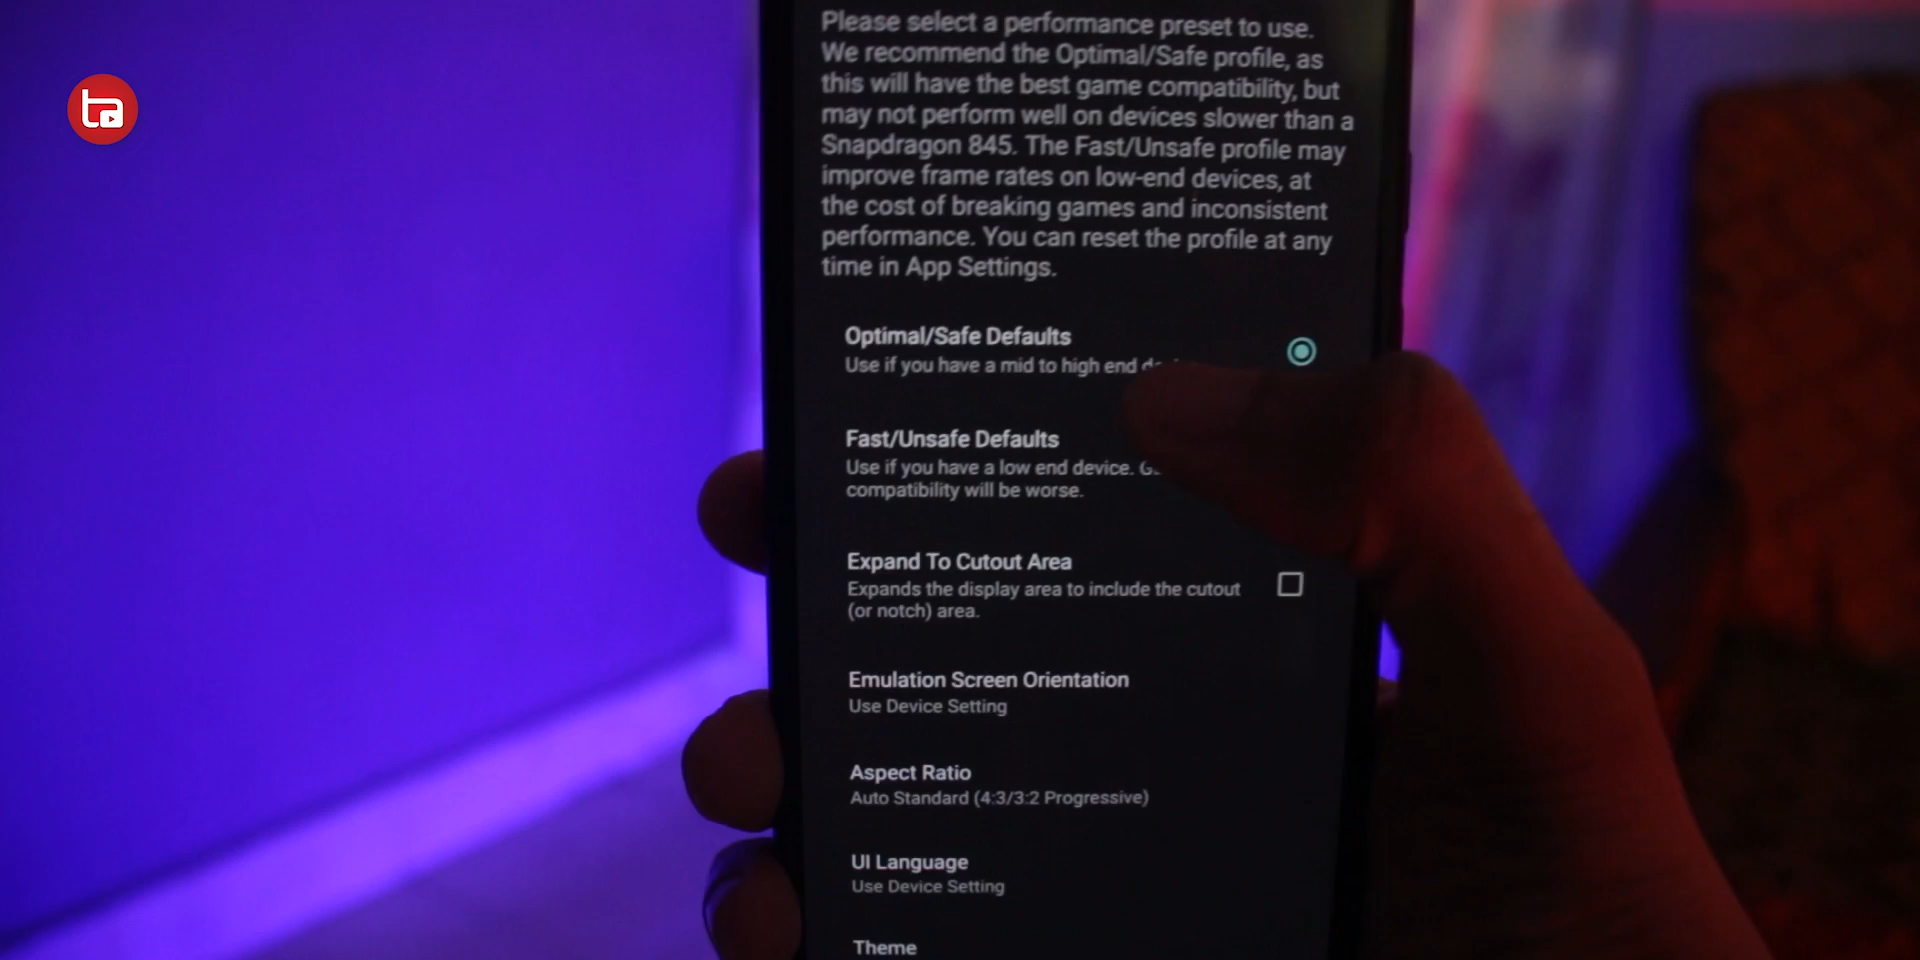 ta
Please select a performance preset to use.
We recommend the Optimal/Safe profile, as
this will have the best game compatibility, but
may not perform well on devices slower than a
Snapdragon 845. The Fast/Unsafe profile may
improve frame rates on low-end devices, at
the cost of breaking games and inconsistent
performance. You can reset the profile at any
time in App Settings.
Optimal/Safe Defaults
Use if you have a mid to high end
Fast/Unsafe Defaults
Use if you have a low end device.
compatibility will be worse.
Expand To Cutout Area
Expands the display area to include the cutout
(or notch) area.
Emulation Screen Orientation
Use Device Setting
Aspect Ratio
Auto Standard (4:3/3:2 Progressive)
UI Language
Use Device Setting
Theme